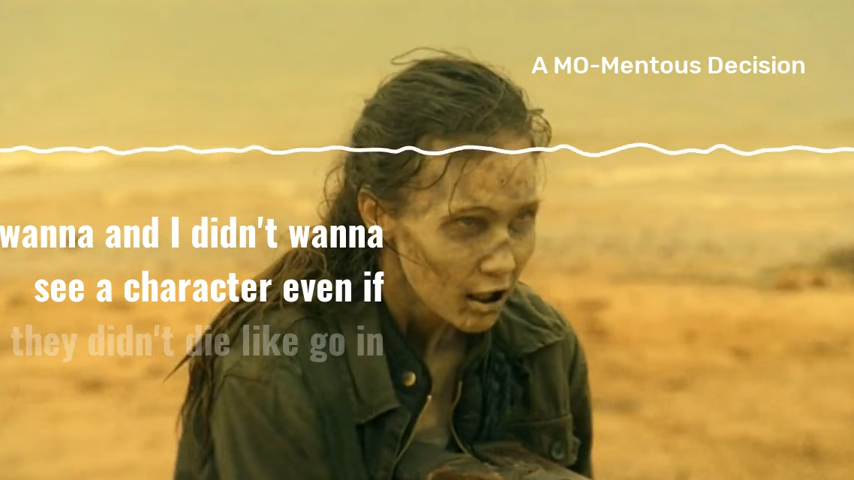 A MO-Mentous Decision
wanna and I didn't wanna
see a character even if
they didn't die like go in